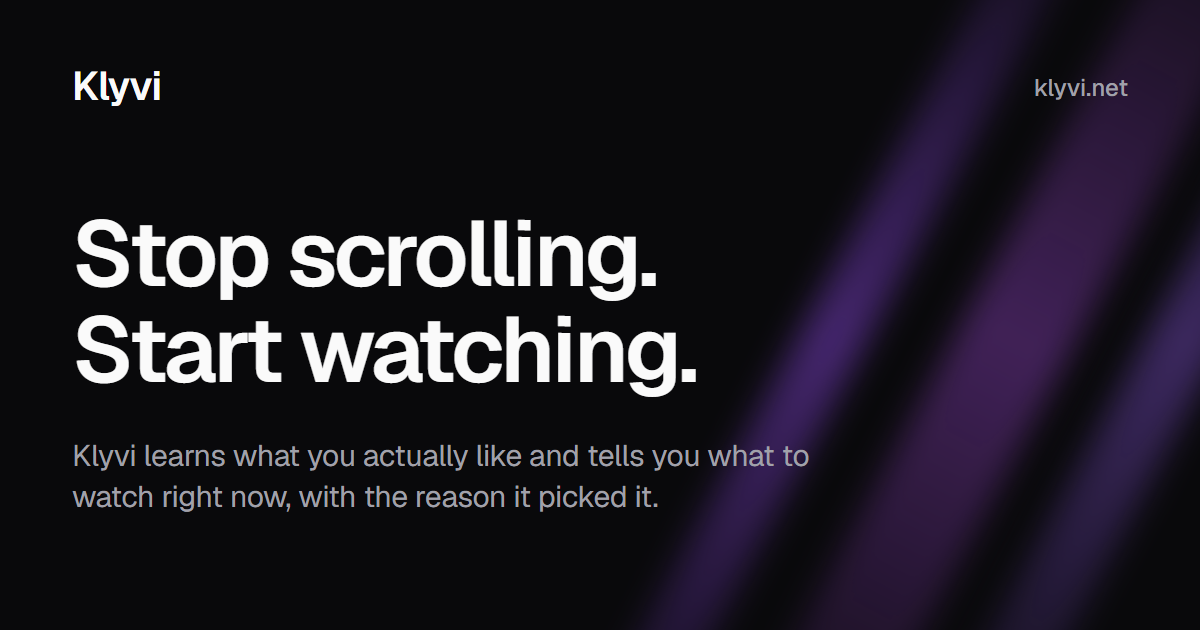 Klyvi
klyvi.net
Stop scrolling.
Start watching.
Klyvi learns what you actually like and tells you what to
watch right now, with the reason it picked it.